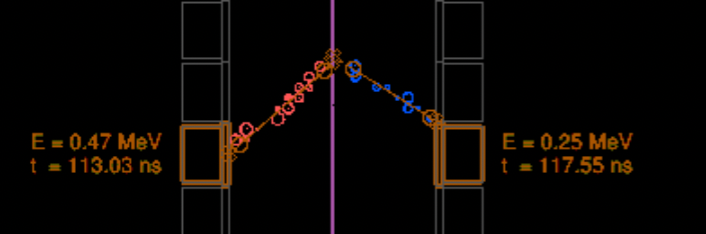 E = 0.47 MeV
t = 113.03 ns
E = 0.25 MeV
t = 117.55 ns